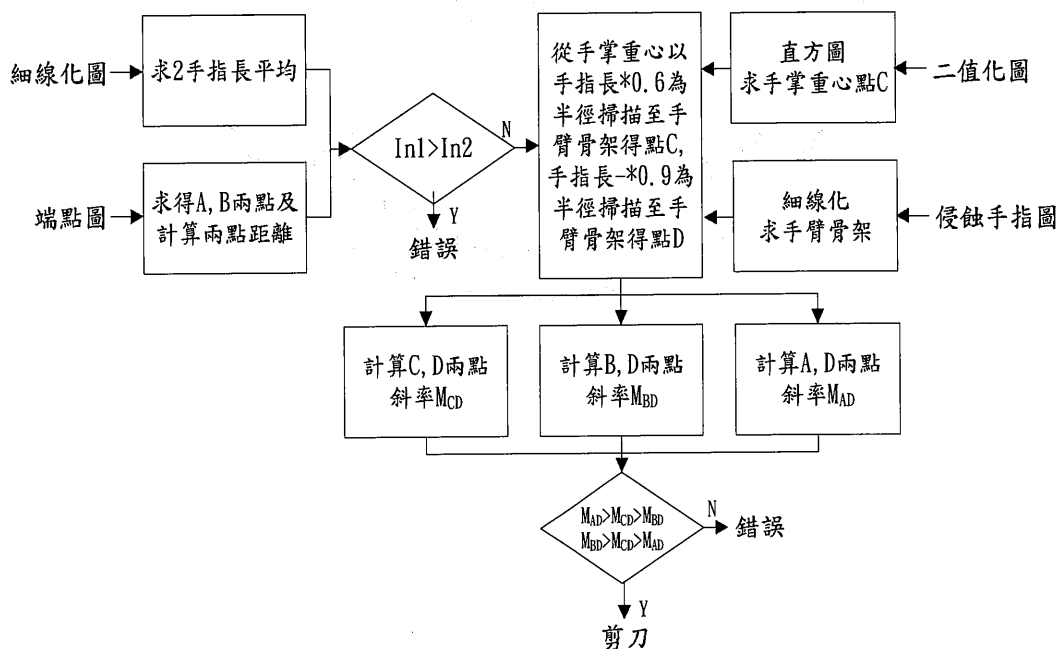 細線化圖
求2手指長平均
端點圖
求得A,B兩點及
計算兩點距離
In1>In2
N
Y
錯誤
從手掌重心以
手指長*0.6為
半徑掃描至手
臂骨架得點C,
手指長-*0.9為
半徑掃描至手
臂骨架得點D
直方圖
求手掌重心點C
二值化圖
細線化
求手臂骨架
侵蝕手指圖
計算C,D兩點
斜率MCD
計算B,D兩點
斜率MBD
計算A,D兩點
斜率MAD
MAD>MCD>MBD
MBD>MCD>MAD
N
錯誤
Y
剪刀